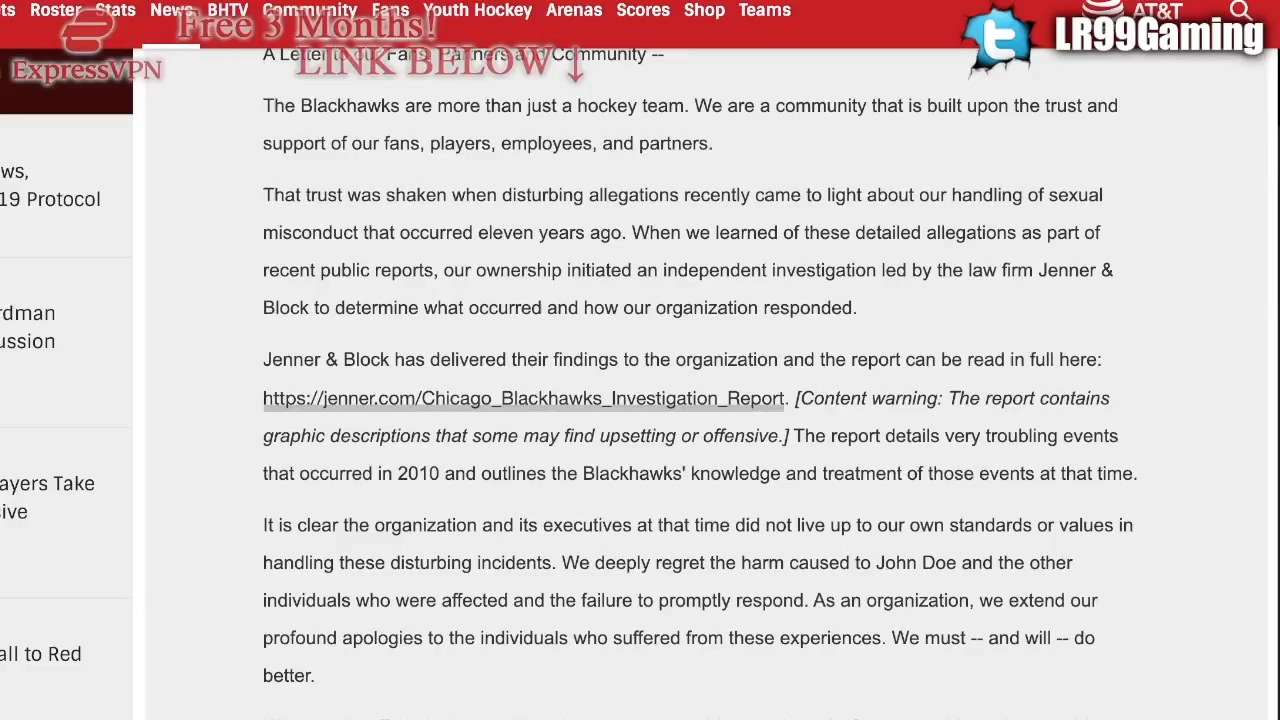 ts Roster Stats News BHTV Community Fans Youth Hockey Arenas Scores Shop Teams
AT&T
Free 3 Months!
LINK BELOW ↓
ExpressVPN
LR99Gaming
A Letter to Our Fans, Partners and Community --
The Blackhawks are more than just a hockey team. We are a community that is built upon the trust and
support of our fans, players, employees, and partners.
That trust was shaken when disturbing allegations recently came to light about our handling of sexual
misconduct that occurred eleven years ago. When we learned of these detailed allegations as part of
recent public reports, our ownership initiated an independent investigation led by the law firm Jenner &
Block to determine what occurred and how our organization responded.
Jenner & Block has delivered their findings to the organization and the report can be read in full here:
https://jenner.com/Chicago_Blackhawks_Investigation_Report. [Content warning: The report contains
graphic descriptions that some may find upsetting or offensive.] The report details very troubling events
that occurred in 2010 and outlines the Blackhawks' knowledge and treatment of those events at that time.
It is clear the organization and its executives at that time did not live up to our own standards or values in
handling these disturbing incidents. We deeply regret the harm caused to John Doe and the other
individuals who were affected and the failure to promptly respond. As an organization, we extend our
profound apologies to the individuals who suffered from these experiences. We must -- and will -- do
better.
ws,
19 Protocol
rdman
ussion
ayers Take
sive
all to Red